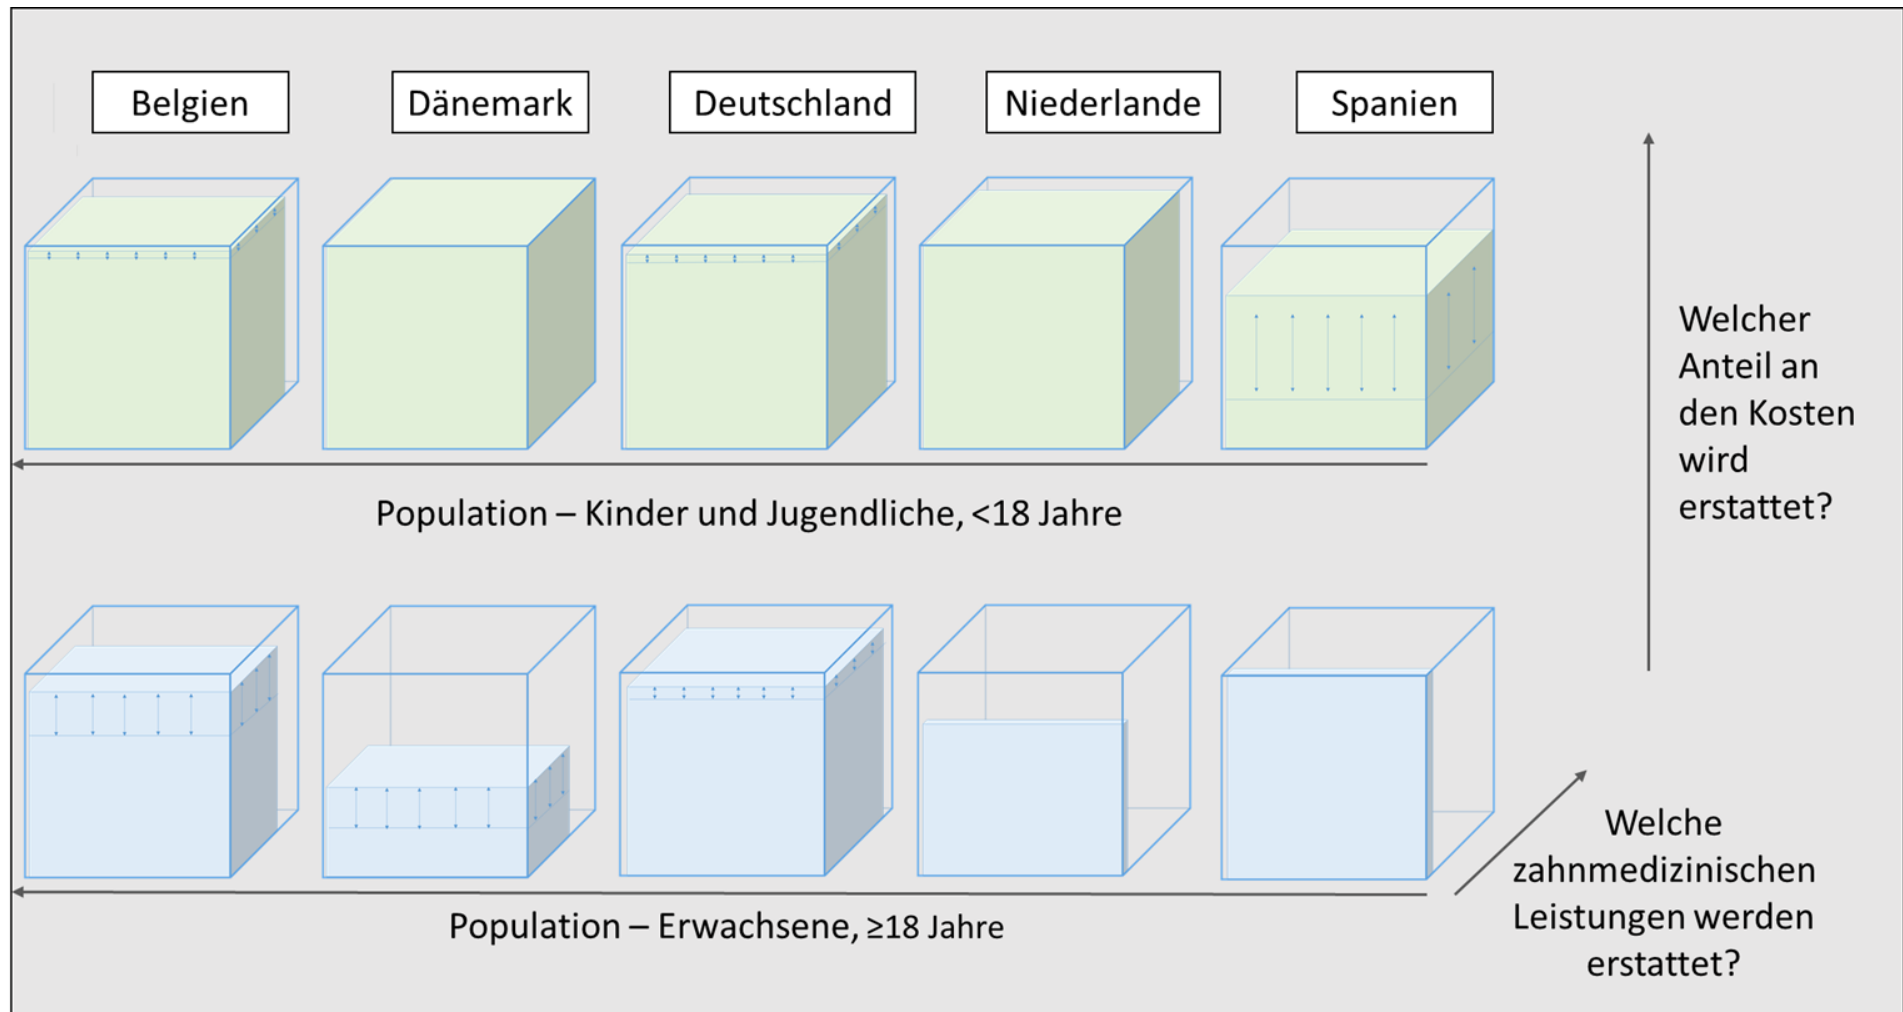 Belgien
Dänemark
Deutschland
Niederlande
Spanien
Welcher
Anteil an
den Kosten
wird
erstattet?
Population – Kinder und Jugendliche, <18 Jahre
Welche
zahnmedizinischen
Leistungen werden
erstattet?
Population – Erwachsene, ≥18 Jahre